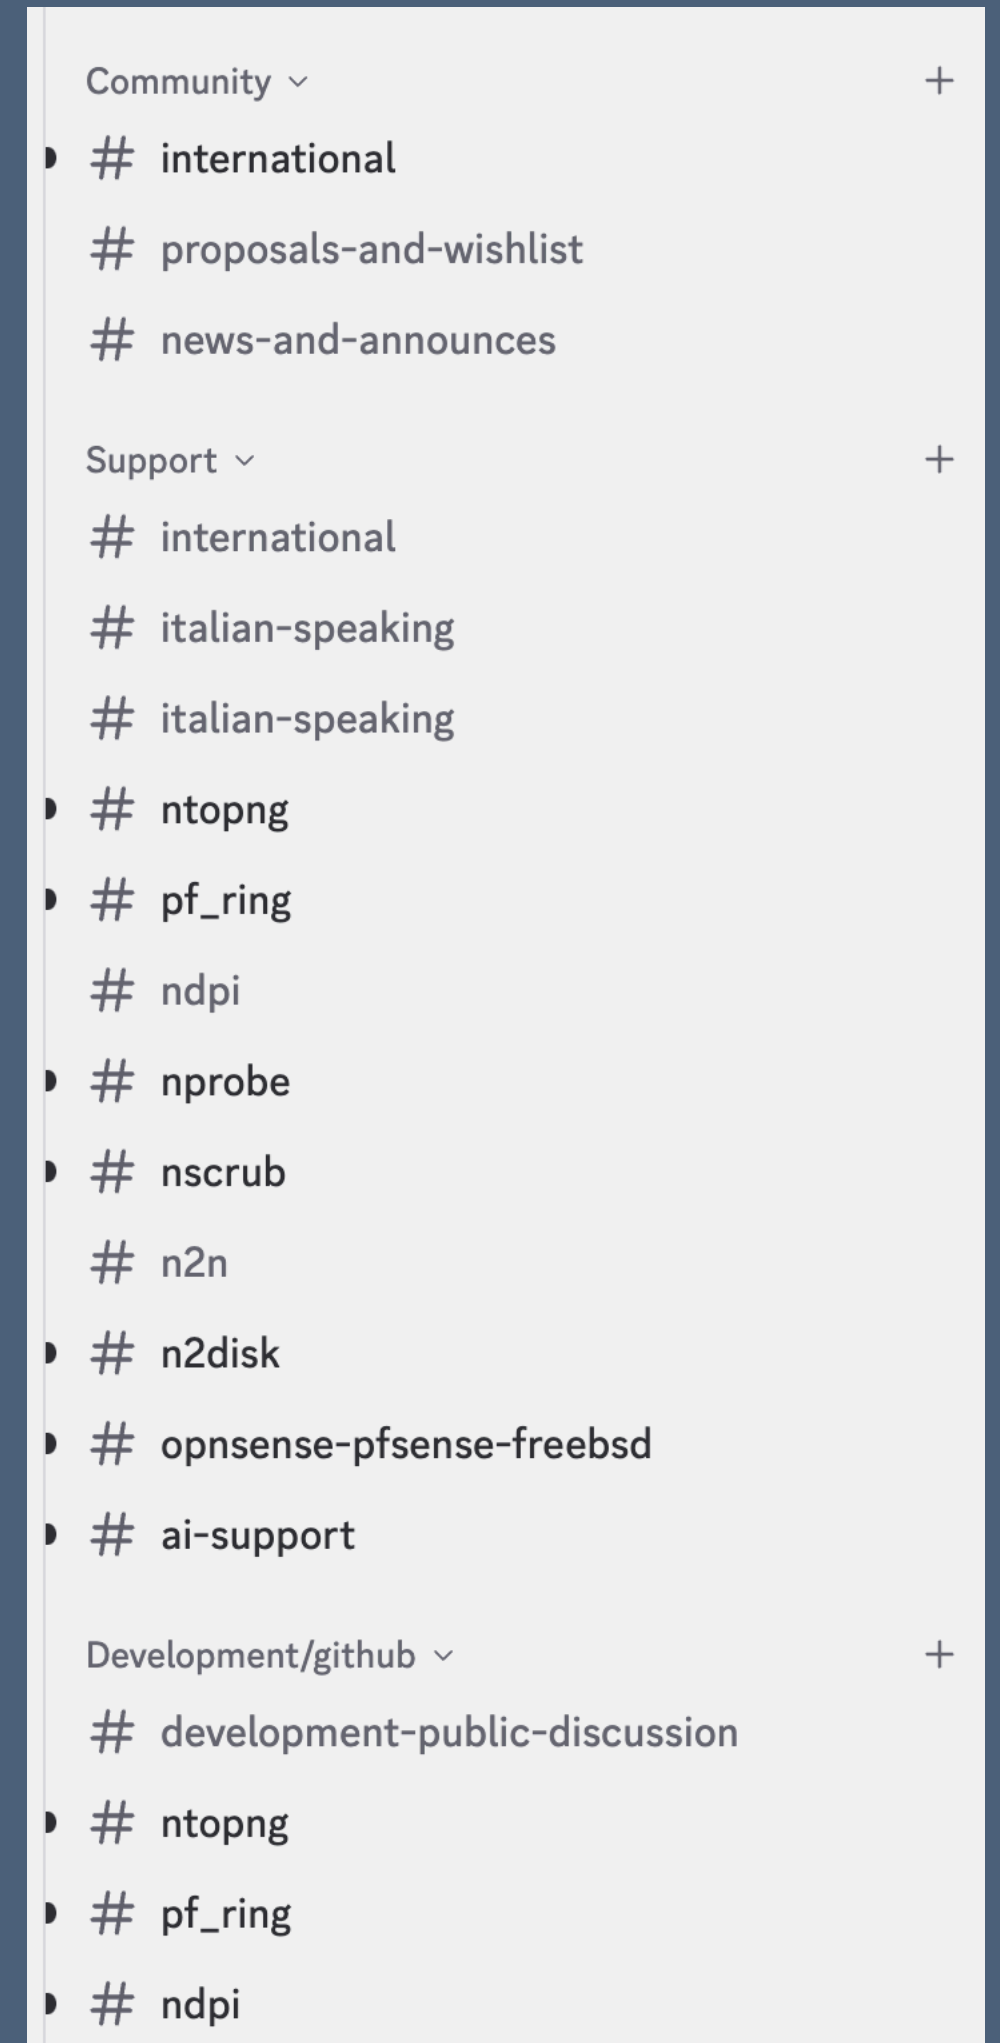 Community
# international
# proposals-and-wishlist
# news-and-announces
Support
# international
# italian-speaking
# italian-speaking
# ntopng
# pf_ring
# ndpi
# nprobe
# nscrub
# n2n
# n2disk
# opnsense-pfsense-freebsd
# ai-support
Development/github
# development-public-discussion
# ntopng
# pf_ring
# ndpi